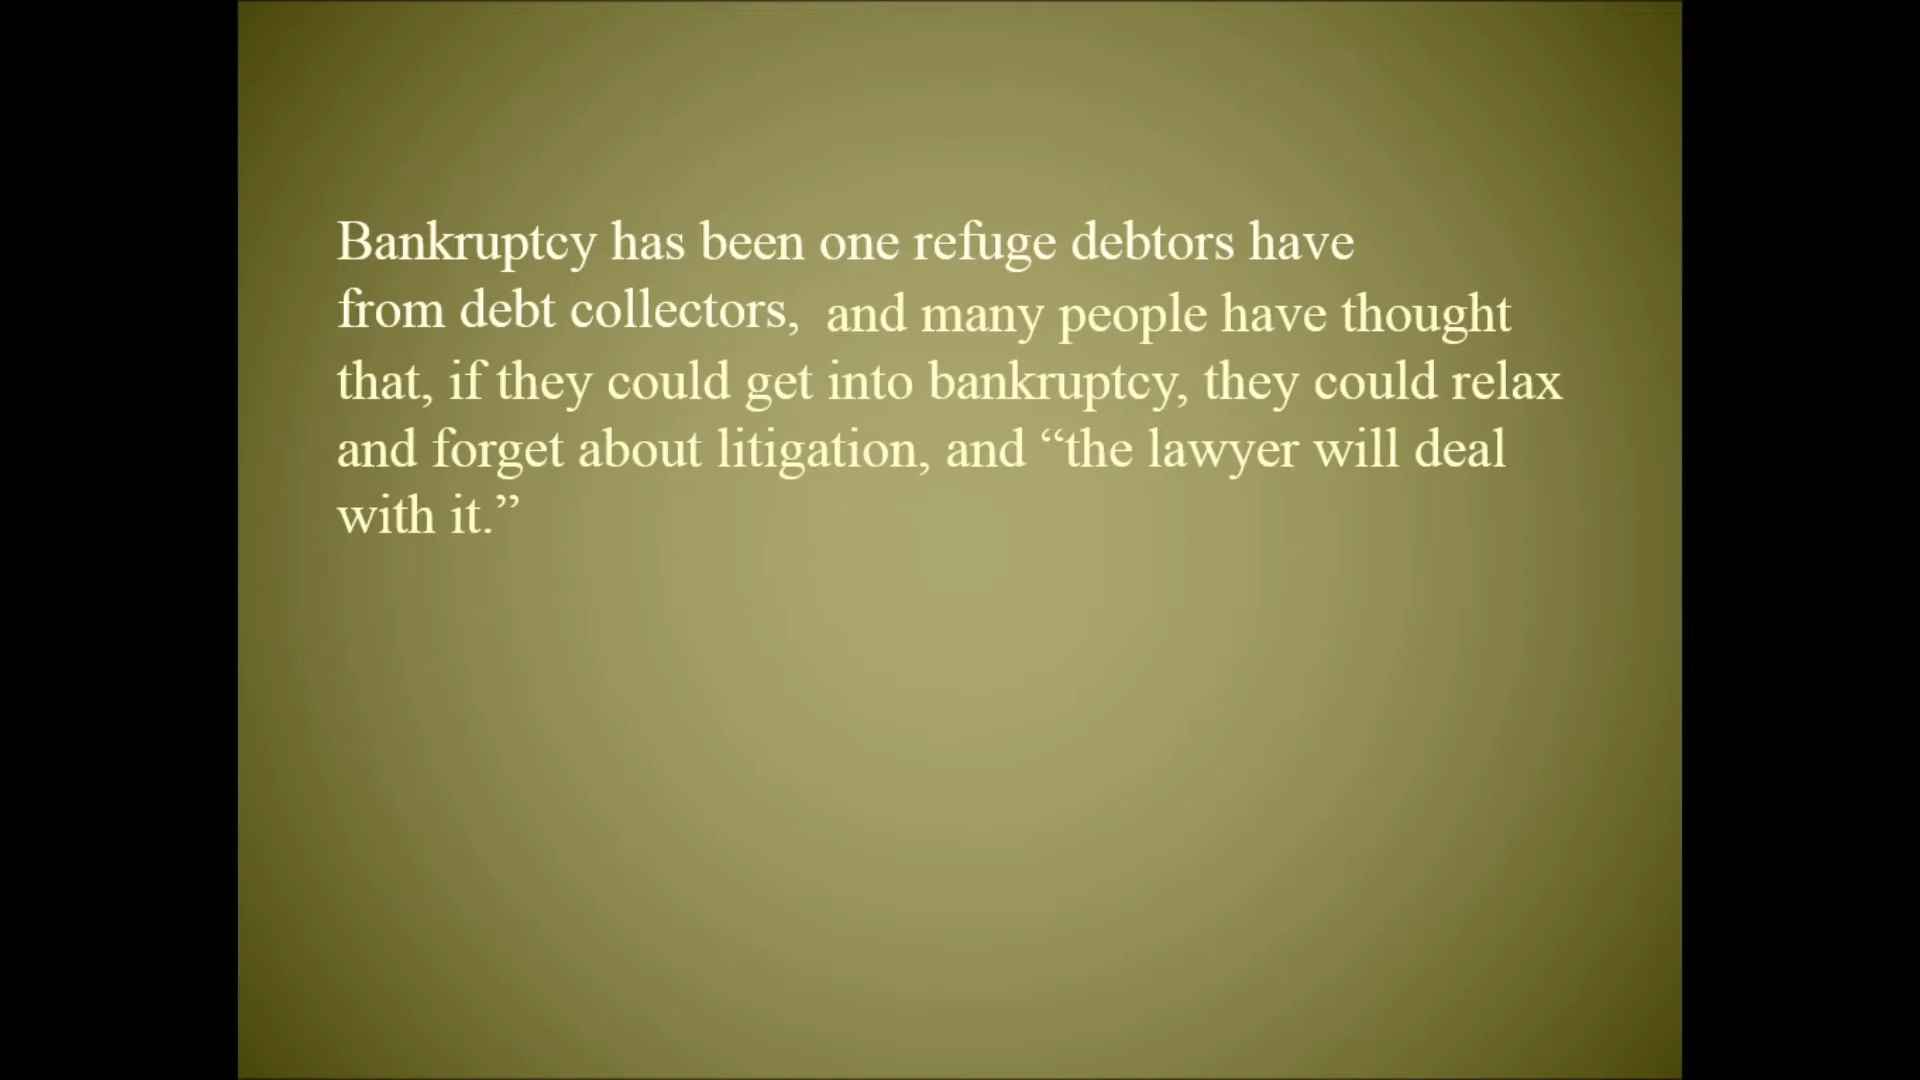 Bankruptcy has been one refuge debtors have
from debt collectors, and many people have thought
that, if they could get into bankruptcy, they could relax
and forget about litigation, and “the lawyer will deal
with it.”